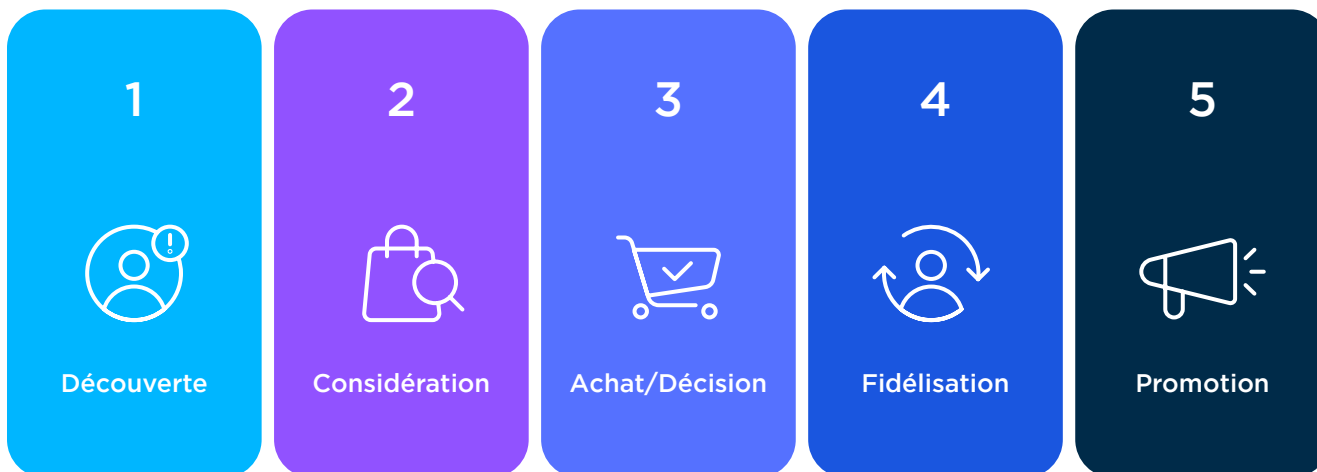 1
Découverte
2
Considération
3
Achat/Décision
4
Fidélisation
5
Promotion